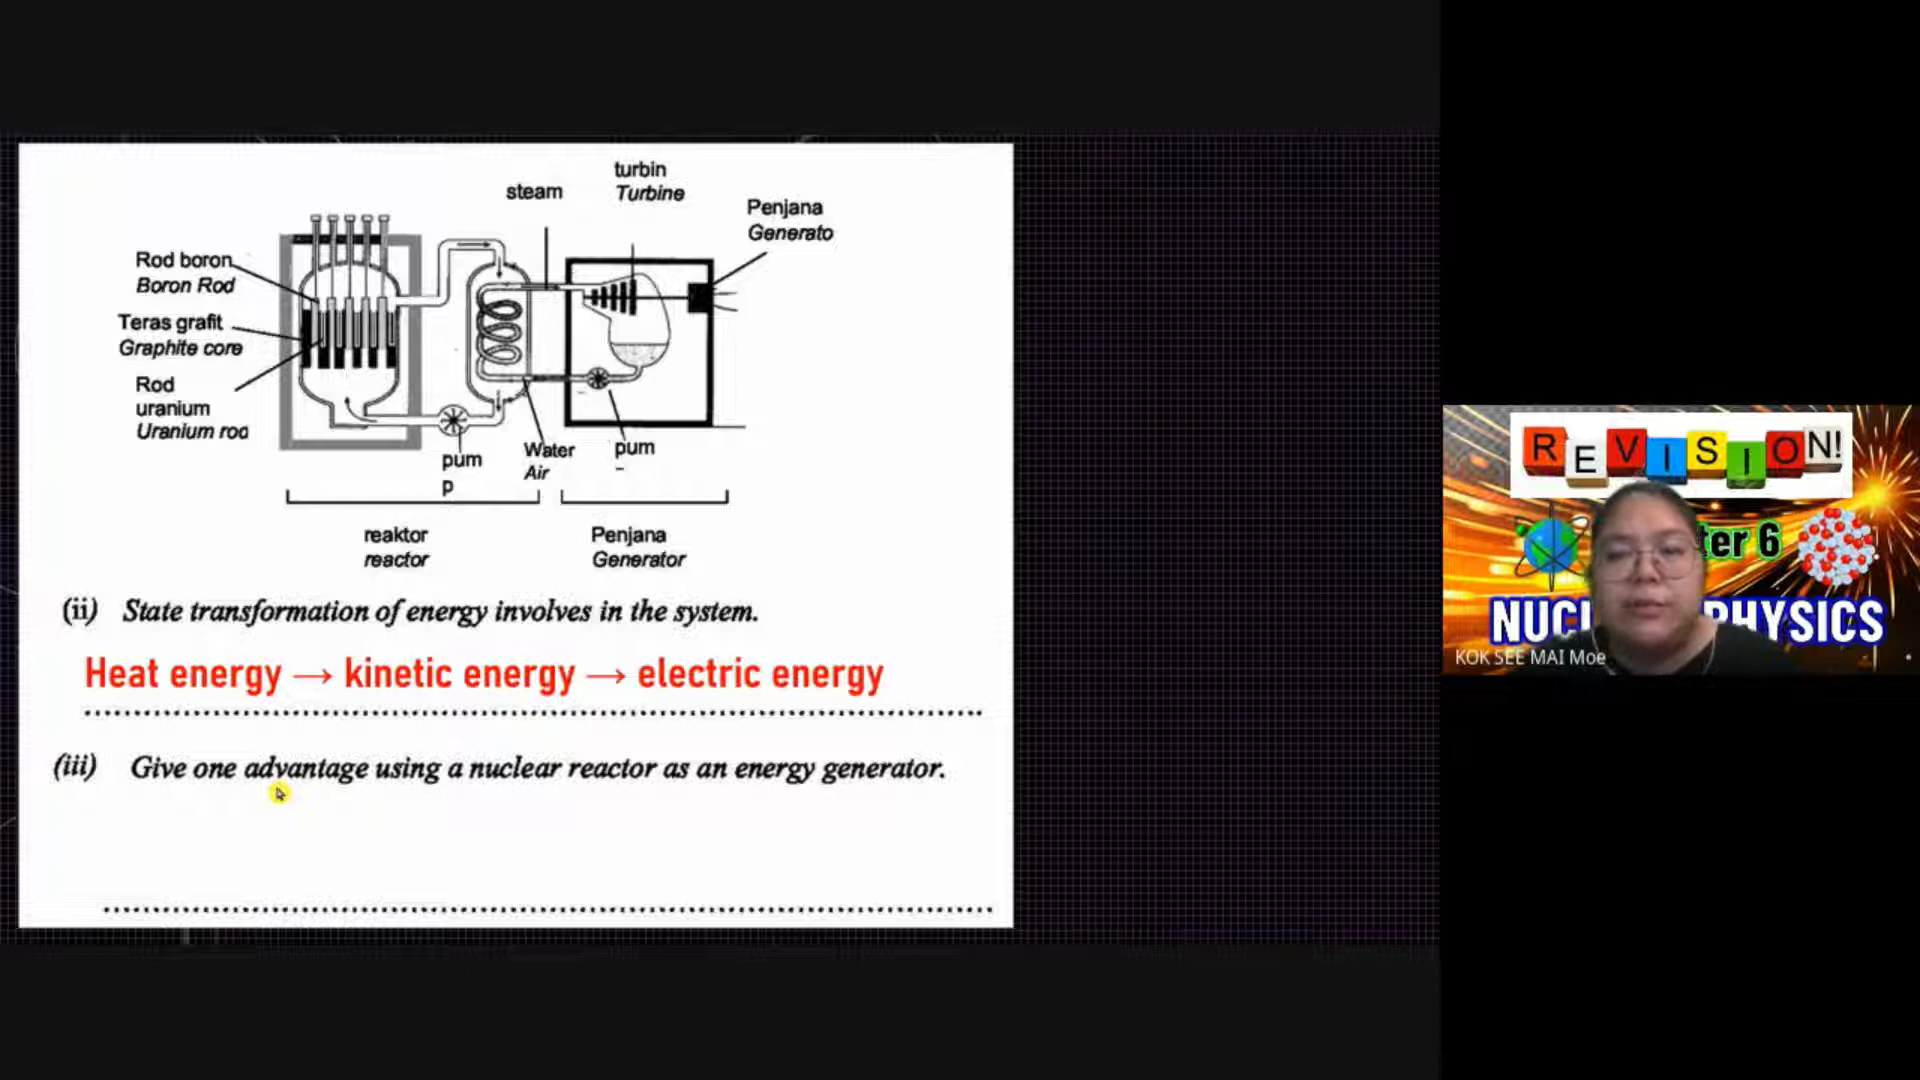 turbin
Turbine
steam
Penjana
Generato
Rod boron
Boron Rod
Teras grafit
Graphite core
Rod
uranium
Uranium rod
pum
p
Water
Air
pum
reaktor
reactor
Penjana
Generator
(ii) State transformation of energy involves in the system.
Heat energy → kinetic energy → electric energy
(iii) Give one advantage using a nuclear reactor as an energy generator.
REVISION!
ter 6
NUC PHYSICS
KOK SEE MAI Moe